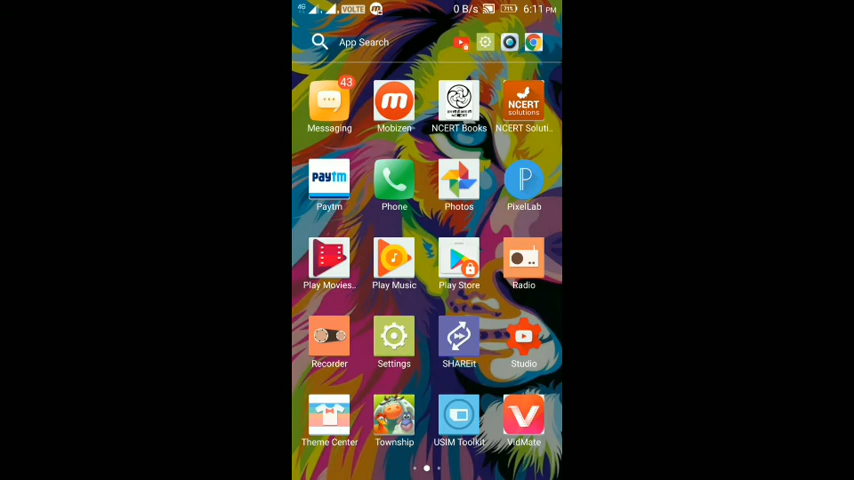 4G VOLTE 0 B/s 71% 6:11 PM
App Search
43
NCERT
solutions
Messaging Mobizen NCERT Books NCERT Soluti..
Paytm
Paytm Phone Photos PixelLab
Play Movies.. Play Music Play Store Radio
Recorder Settings SHAREit Studio
Theme Center Township USIM Toolkit VidMate